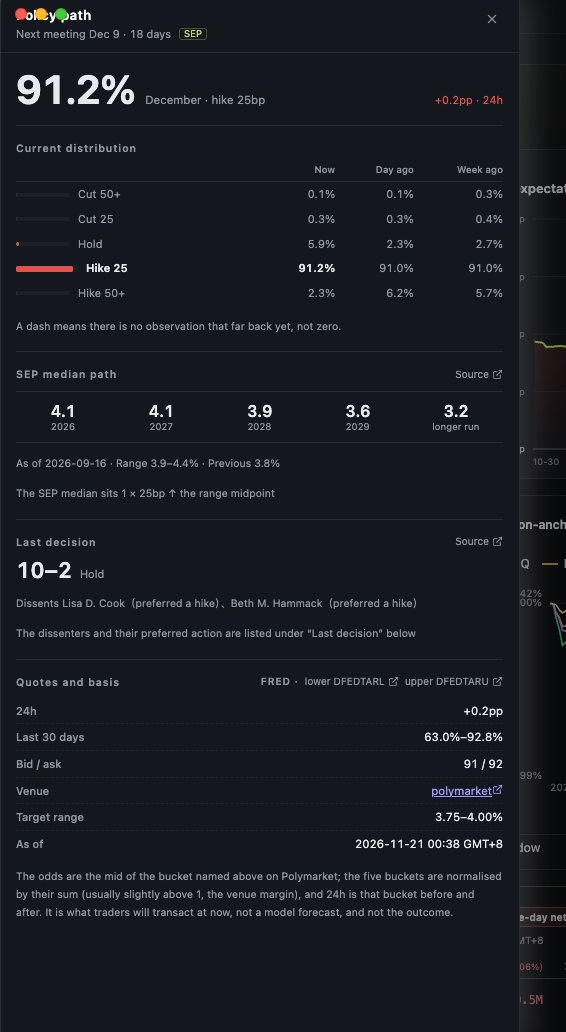 Policy path
Next meeting Dec 9 · 18 days SEP
91.2% December · hike 25bp +0.2pp · 24h
Current distribution
Now Day ago Week ago
Cut 50+ 0.1% 0.1% 0.3%
Cut 25 0.3% 0.3% 0.4%
Hold 5.9% 2.3% 2.7%
Hike 25 91.2% 91.0% 91.0%
Hike 50+ 2.3% 6.2% 5.7%
A dash means there is no observation that far back yet, not zero.
SEP median path Source
4.1 4.1 3.9 3.6 3.2
2026 2027 2028 2029 longer run
As of 2026-09-16 · Range 3.9–4.4% · Previous 3.8%
The SEP median sits 1 × 25bp ↑ the range midpoint
Last decision Source
10–2 Hold
Dissents Lisa D. Cook（preferred a hike）、Beth M. Hammack（preferred a hike）
The dissenters and their preferred action are listed under “Last decision” below
Quotes and basis FRED · lower DFEDTARL upper DFEDTARU
24h +0.2pp
Last 30 days 63.0%–92.8%
Bid / ask 91 / 92
Venue polymarket
Target range 3.75–4.00%
As of 2026-11-21 00:38 GMT+8
The odds are the mid of the bucket named above on Polymarket; the five buckets are normalised
by their sum (usually slightly above 1, the venue margin), and 24h is that bucket before and
after. It is what traders will transact at now, not a model forecast, and not the outcome.
10-30
Q
99%
06%)